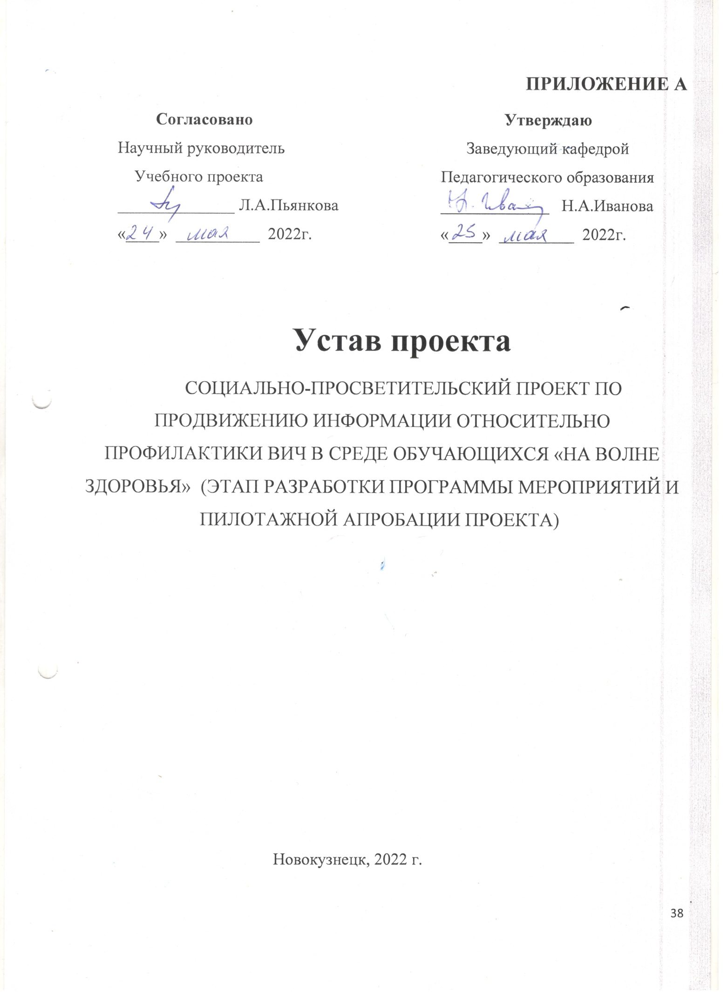 ПРИЛОЖЕНИЕ А
Согласовано
Научный руководитель
Учебного проекта
Л.А.Пьянкова
«24» мая 2022г.
Утверждаю
Заведующий кафедрой
Педагогического образования
Н. Иван Н.А.Иванова
«25» мая 2022г.
Устав проекта
СОЦИАЛЬНО-ПРОСВЕТИТЕЛЬСКИЙ ПРОЕКТ ПО
ПРОДВИЖЕНИЮ ИНФОРМАЦИИ ОТНОСИТЕЛЬНО
ПРОФИЛАКТИКИ ВИЧ В СРЕДЕ ОБУЧАЮЩИХСЯ «НА ВОЛНЕ
ЗДОРОВЬЯ» (ЭТАП РАЗРАБОТКИ ПРОГРАММЫ МЕРОПРИЯТИЙ И
ПИЛОТАЖНОЙ АПРОБАЦИИ ПРОЕКТА)
Новокузнецк, 2022 г.
38